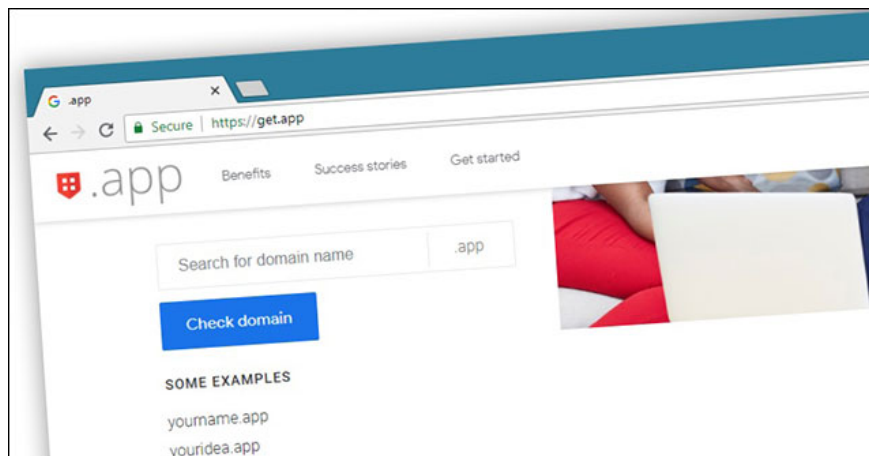 .app
Secure | https://get.app
.app
Benefits
Success stories
Get started
Search for domain name
.app
Check domain
SOME EXAMPLES
yourname.app
youridea.app